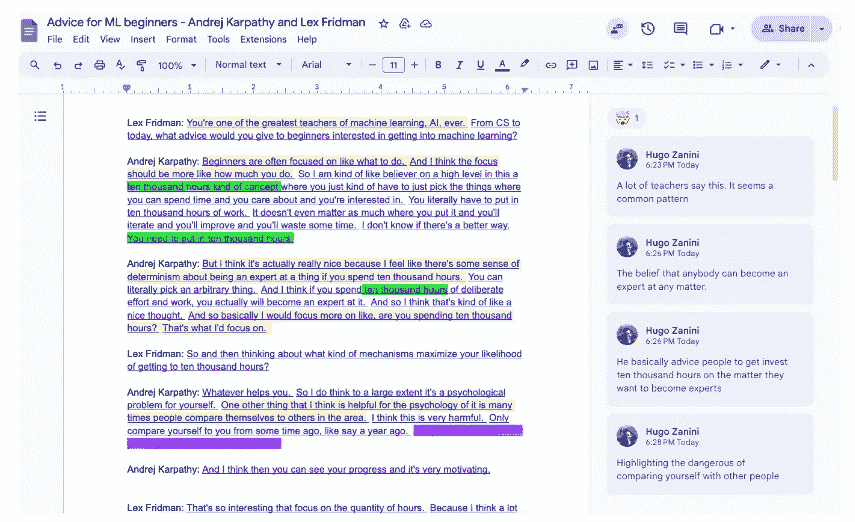 Advice for ML beginners - Andrej Karpathy and Lex Fridman
File Edit View Insert Format Tools Extensions Help
Share
100% Normal text Arial 11 B I U A
1 1 2 3 4 5 6 7
Lex Fridman: You're one of the greatest teachers of machine learning, AI, ever. From CS to
today, what advice would you give to beginners interested in getting into machine learning?
Andrej Karpathy: Beginners are often focused on like what to do. And I think the focus
should be more like how much you do. So I am kind of like believer on a high level in this a
ten thousand hours kind of concept where you just kind of have to just pick the things where
you can spend time and you care about and you're interested in. You literally have to put in
ten thousand hours of work. It doesn't even matter as much where you put it and you'll
iterate and you'll improve and you'll waste some time. I don't know if there's a better way.
You need to put in ten thousand hours.
Andrej Karpathy: But I think it's actually really nice because I feel like there's some sense of
determinism about being an expert at a thing if you spend ten thousand hours. You can
literally pick an arbitrary thing. And I think if you spend ten thousand hours of deliberate
effort and work, you actually will become an expert at it. And so I think that's kind of like a
nice thought. And so basically I would focus more on like, are you spending ten thousand
hours? That's what I'd focus on.
Lex Fridman: So and then thinking about what kind of mechanisms maximize your likelihood
of getting to ten thousand hours?
Andrej Karpathy: Whatever helps you. So I do think to a large extent it's a psychological
problem for yourself. One other thing that I think is helpful for the psychology of it is many
times people compare themselves to others in the area. I think this is very harmful. Only
compare yourself to you from some time ago, like say a year ago.
Andrej Karpathy: And I think then you can see your progress and it's very motivating.
Lex Fridman: That's so interesting that focus on the quantity of hours. Because I think a lot
1
Hugo Zanini
6:23 PM Today
A lot of teachers say this. It seems a
common pattern
Hugo Zanini
6:26 PM Today
The belief that anybody can become an
expert at any matter.
Hugo Zanini
6:26 PM Today
He basically advice people to get invest
ten thousand hours on the matter they
want to become experts
Hugo Zanini
6:28 PM Today
Highlighting the dangerous of
comparing yourself with other people